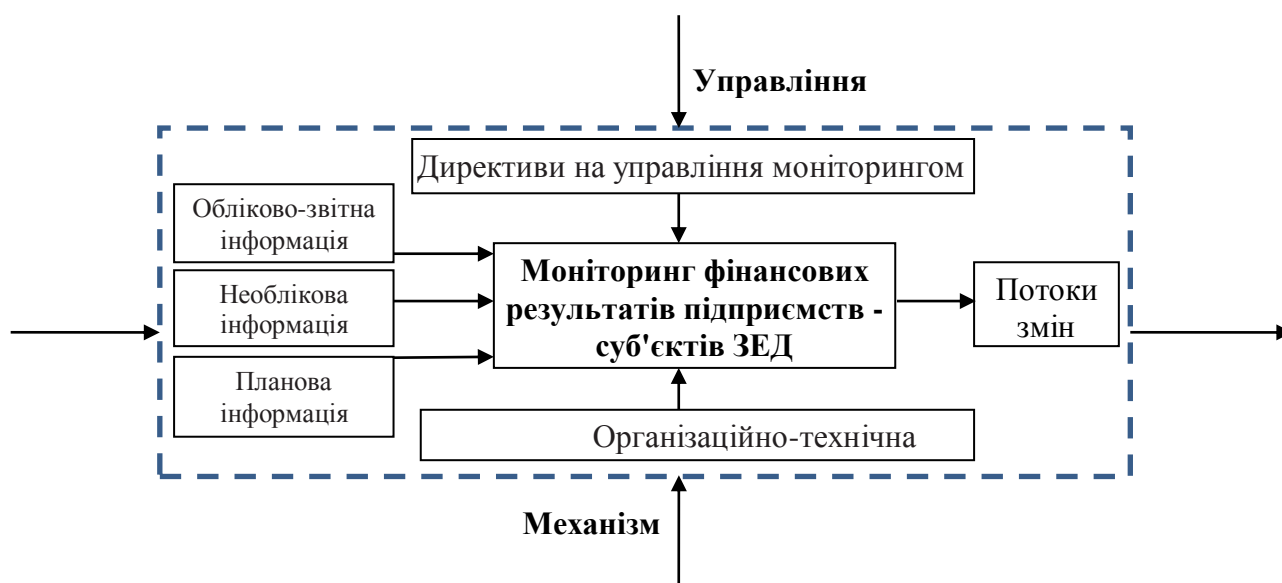 Управління
Директиви на управління моніторингом
Обліково-звітна
інформація
Необлікова
інформація
Планова
інформація
Моніторинг фінансових
результатів підприємств -
суб'єктів ЗЕД
Потоки
змін
Організаційно-технічна
Механізм